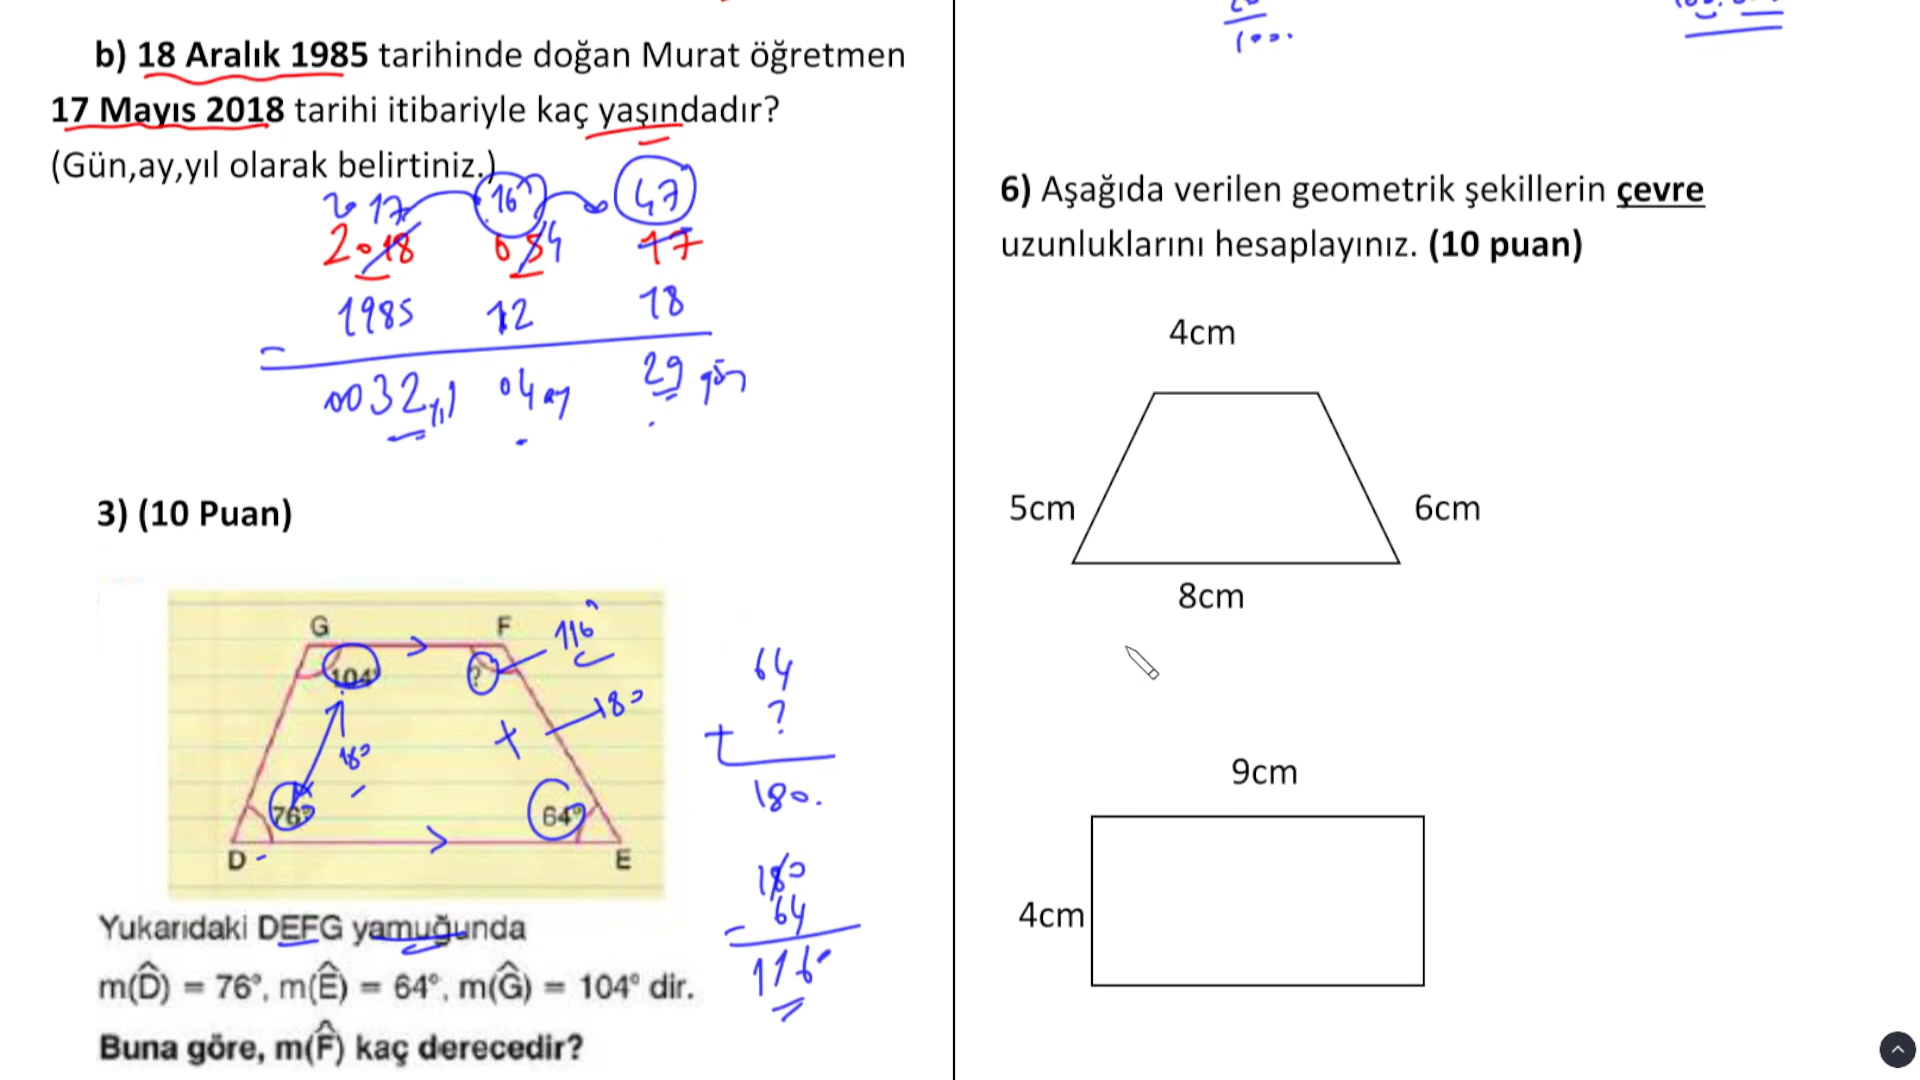 b) 18 Aralık 1985 tarihinde doğan Murat öğretmen
17 Mayıs 2018 tarihi itibariyle kaç yaşındadır?
(Gün,ay,yıl olarak belirtiniz.)
2017 16 47
2018 17
1985 12 18
-
0032 yıl 04 ay 29 gün
3) (10 Puan)
G F 116°
104° ?
+ 180
180
76° 64°
D E
64
?
+
180.
180
- 64
116°
Yukarıdaki DEFG yamuğunda
m(D̂) = 76°, m(Ê) = 64°, m(Ĝ) = 104° dir.
Buna göre, m(F̂) kaç derecedir?
6) Aşağıda verilen geometrik şekillerin çevre
uzunluklarını hesaplayınız. (10 puan)
4cm
5cm 6cm
8cm
9cm
4cm